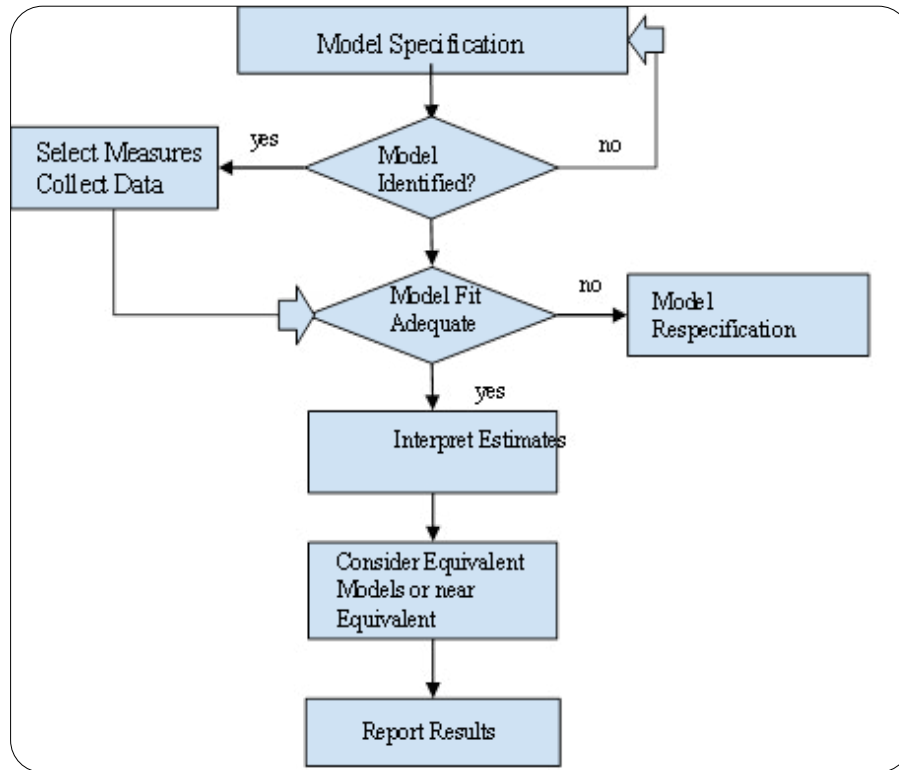 Model Specification
yes
no
Select Measures
Collect Data
Model
Identified?
Model Fit
Adequate
no
Model
Respecification
yes
Interpret Estimates
Consider Equivalent
Models or near
Equivalent
Report Results